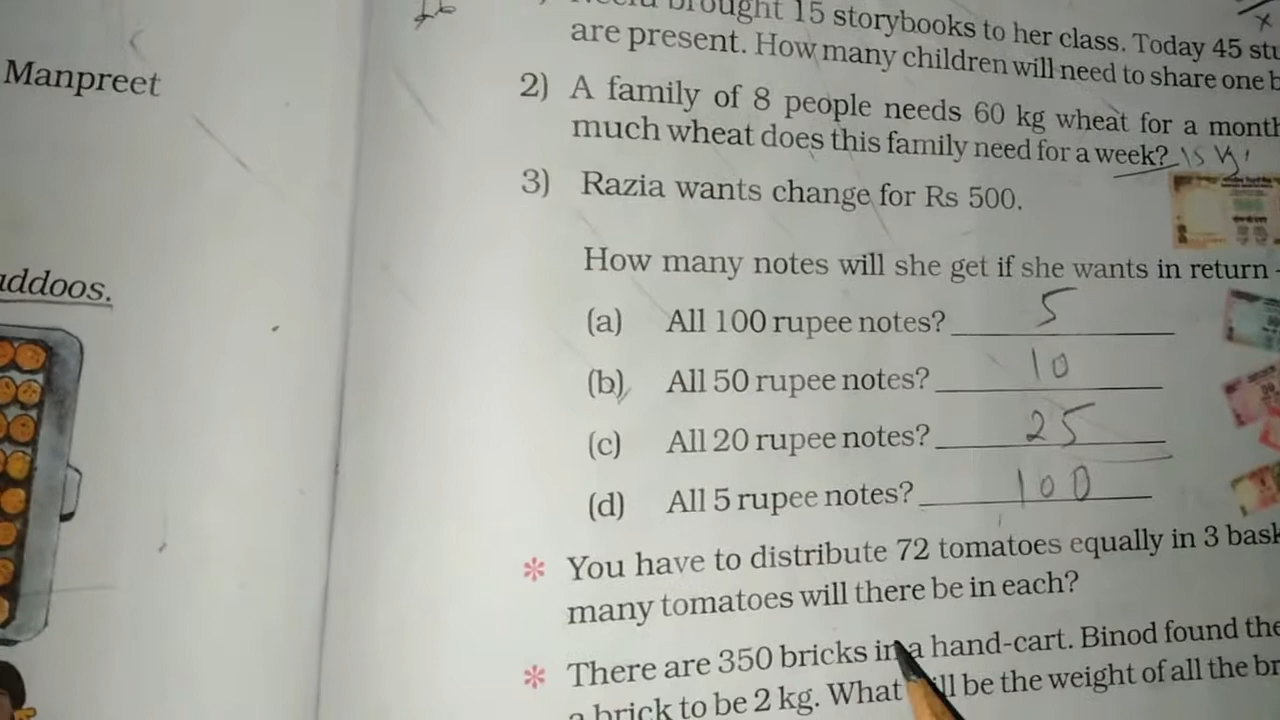 Manpreet
addoos.
brought 15 storybooks to her class. Today 45 stu
are present. How many children will need to share one b
2) A family of 8 people needs 60 kg wheat for a month
much wheat does this family need for a week? 15
3) Razia wants change for Rs 500.
How many notes will she get if she wants in return -
(a) All 100 rupee notes? 5
(b) All 50 rupee notes? 10
(c) All 20 rupee notes? 25
(d) All 5 rupee notes? 100
* You have to distribute 72 tomatoes equally in 3 bask
many tomatoes will there be in each?
* There are 350 bricks in a hand-cart. Binod found the
a brick to be 2 kg. What will be the weight of all the br